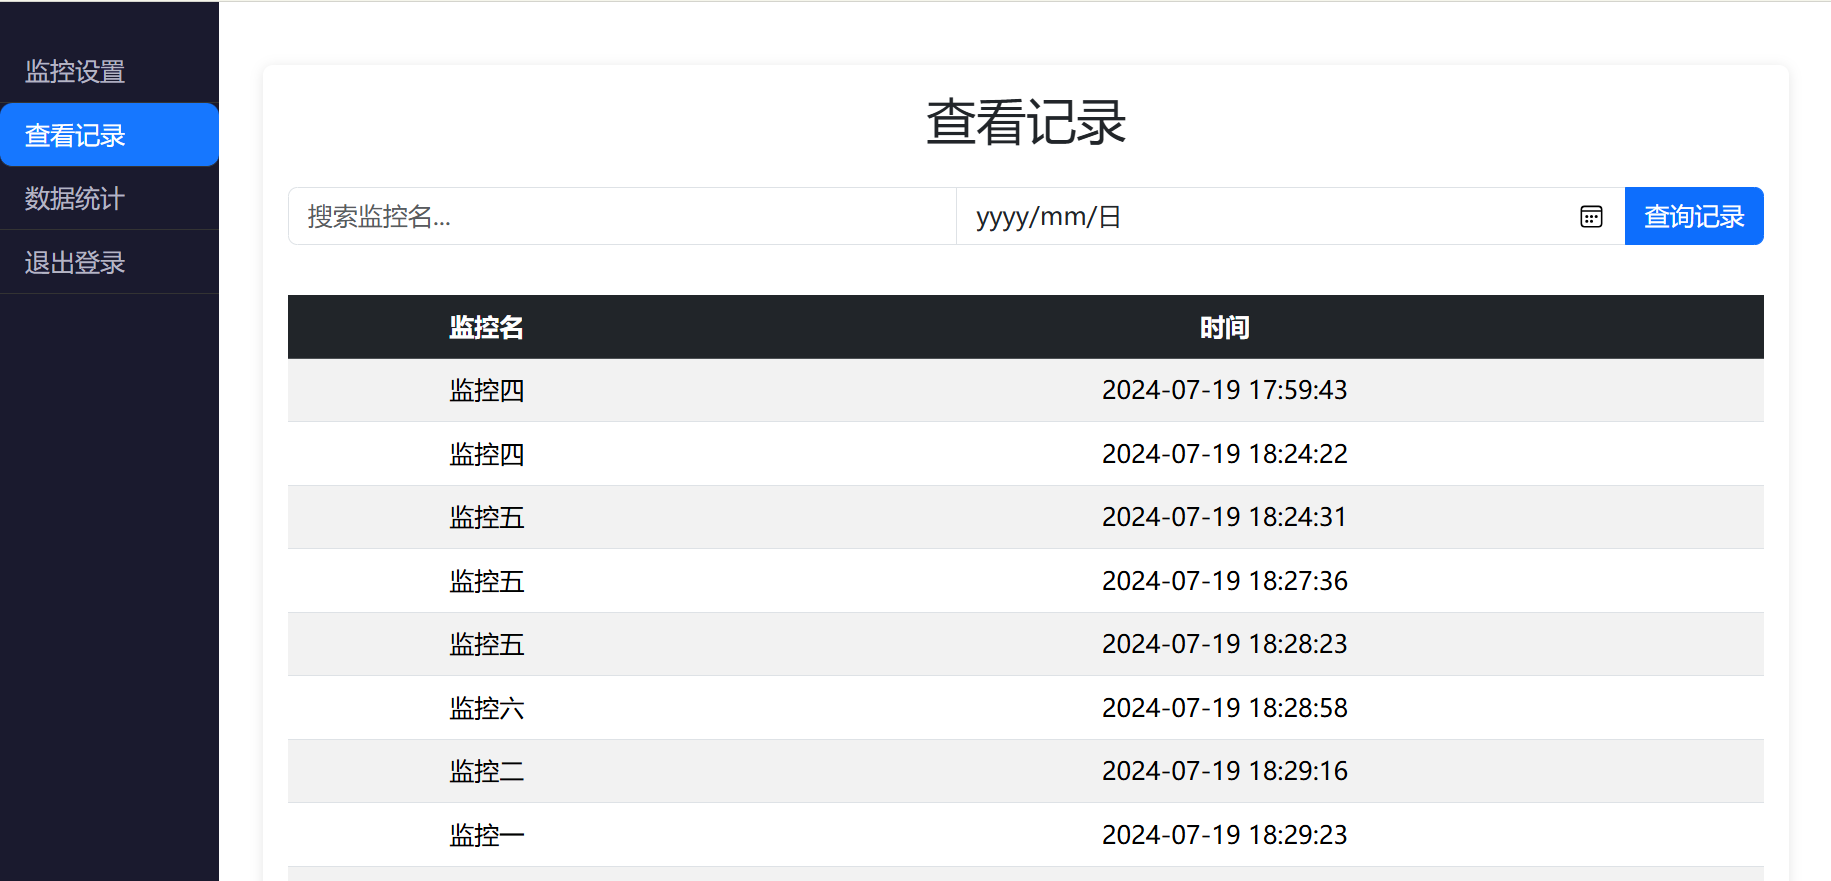 监控设置
查看记录
数据统计
退出登录
查看记录
搜索监控名... yyyy/mm/日 查询记录
监控名 时间
监控四 2024-07-19 17:59:43
监控四 2024-07-19 18:24:22
监控五 2024-07-19 18:24:31
监控五 2024-07-19 18:27:36
监控五 2024-07-19 18:28:23
监控六 2024-07-19 18:28:58
监控二 2024-07-19 18:29:16
监控一 2024-07-19 18:29:23